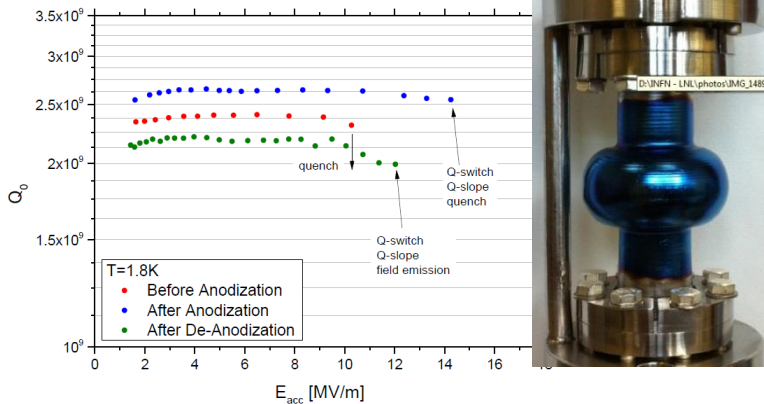 3.5x10⁹
3x10⁹
2.5x10⁹
2x10⁹
1.5x10⁹
10⁹
Q₀
quench
Q-switch
Q-slope
quench
Q-switch
Q-slope
field emission
T=1.8K
Before Anodization
After Anodization
After De-Anodization
0 2 4 6 8 10 12 14 16
E_acc [MV/m]
D:\INFN - LNL\photos\IMG_1489